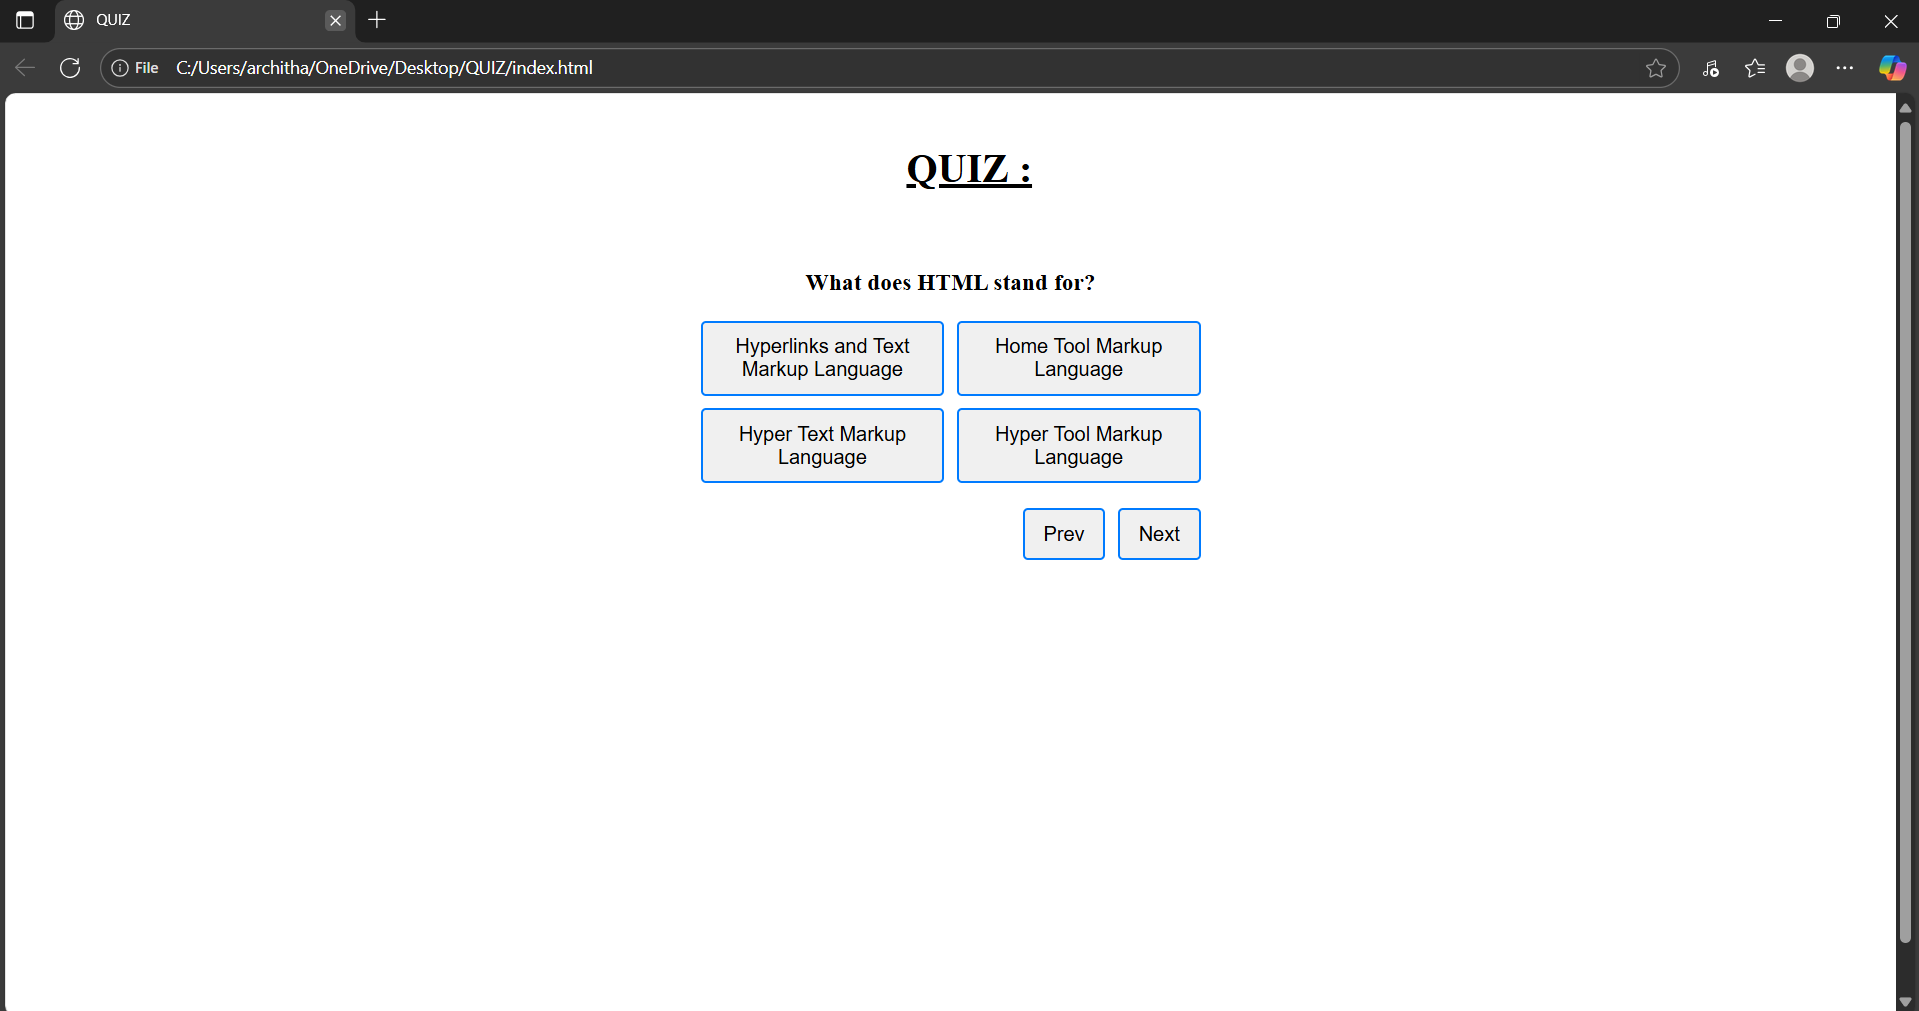 QUIZ
File C:/Users/architha/OneDrive/Desktop/QUIZ/index.html
QUIZ :
What does HTML stand for?
Hyperlinks and Text
Markup Language
Home Tool Markup
Language
Hyper Text Markup
Language
Hyper Tool Markup
Language
Prev
Next